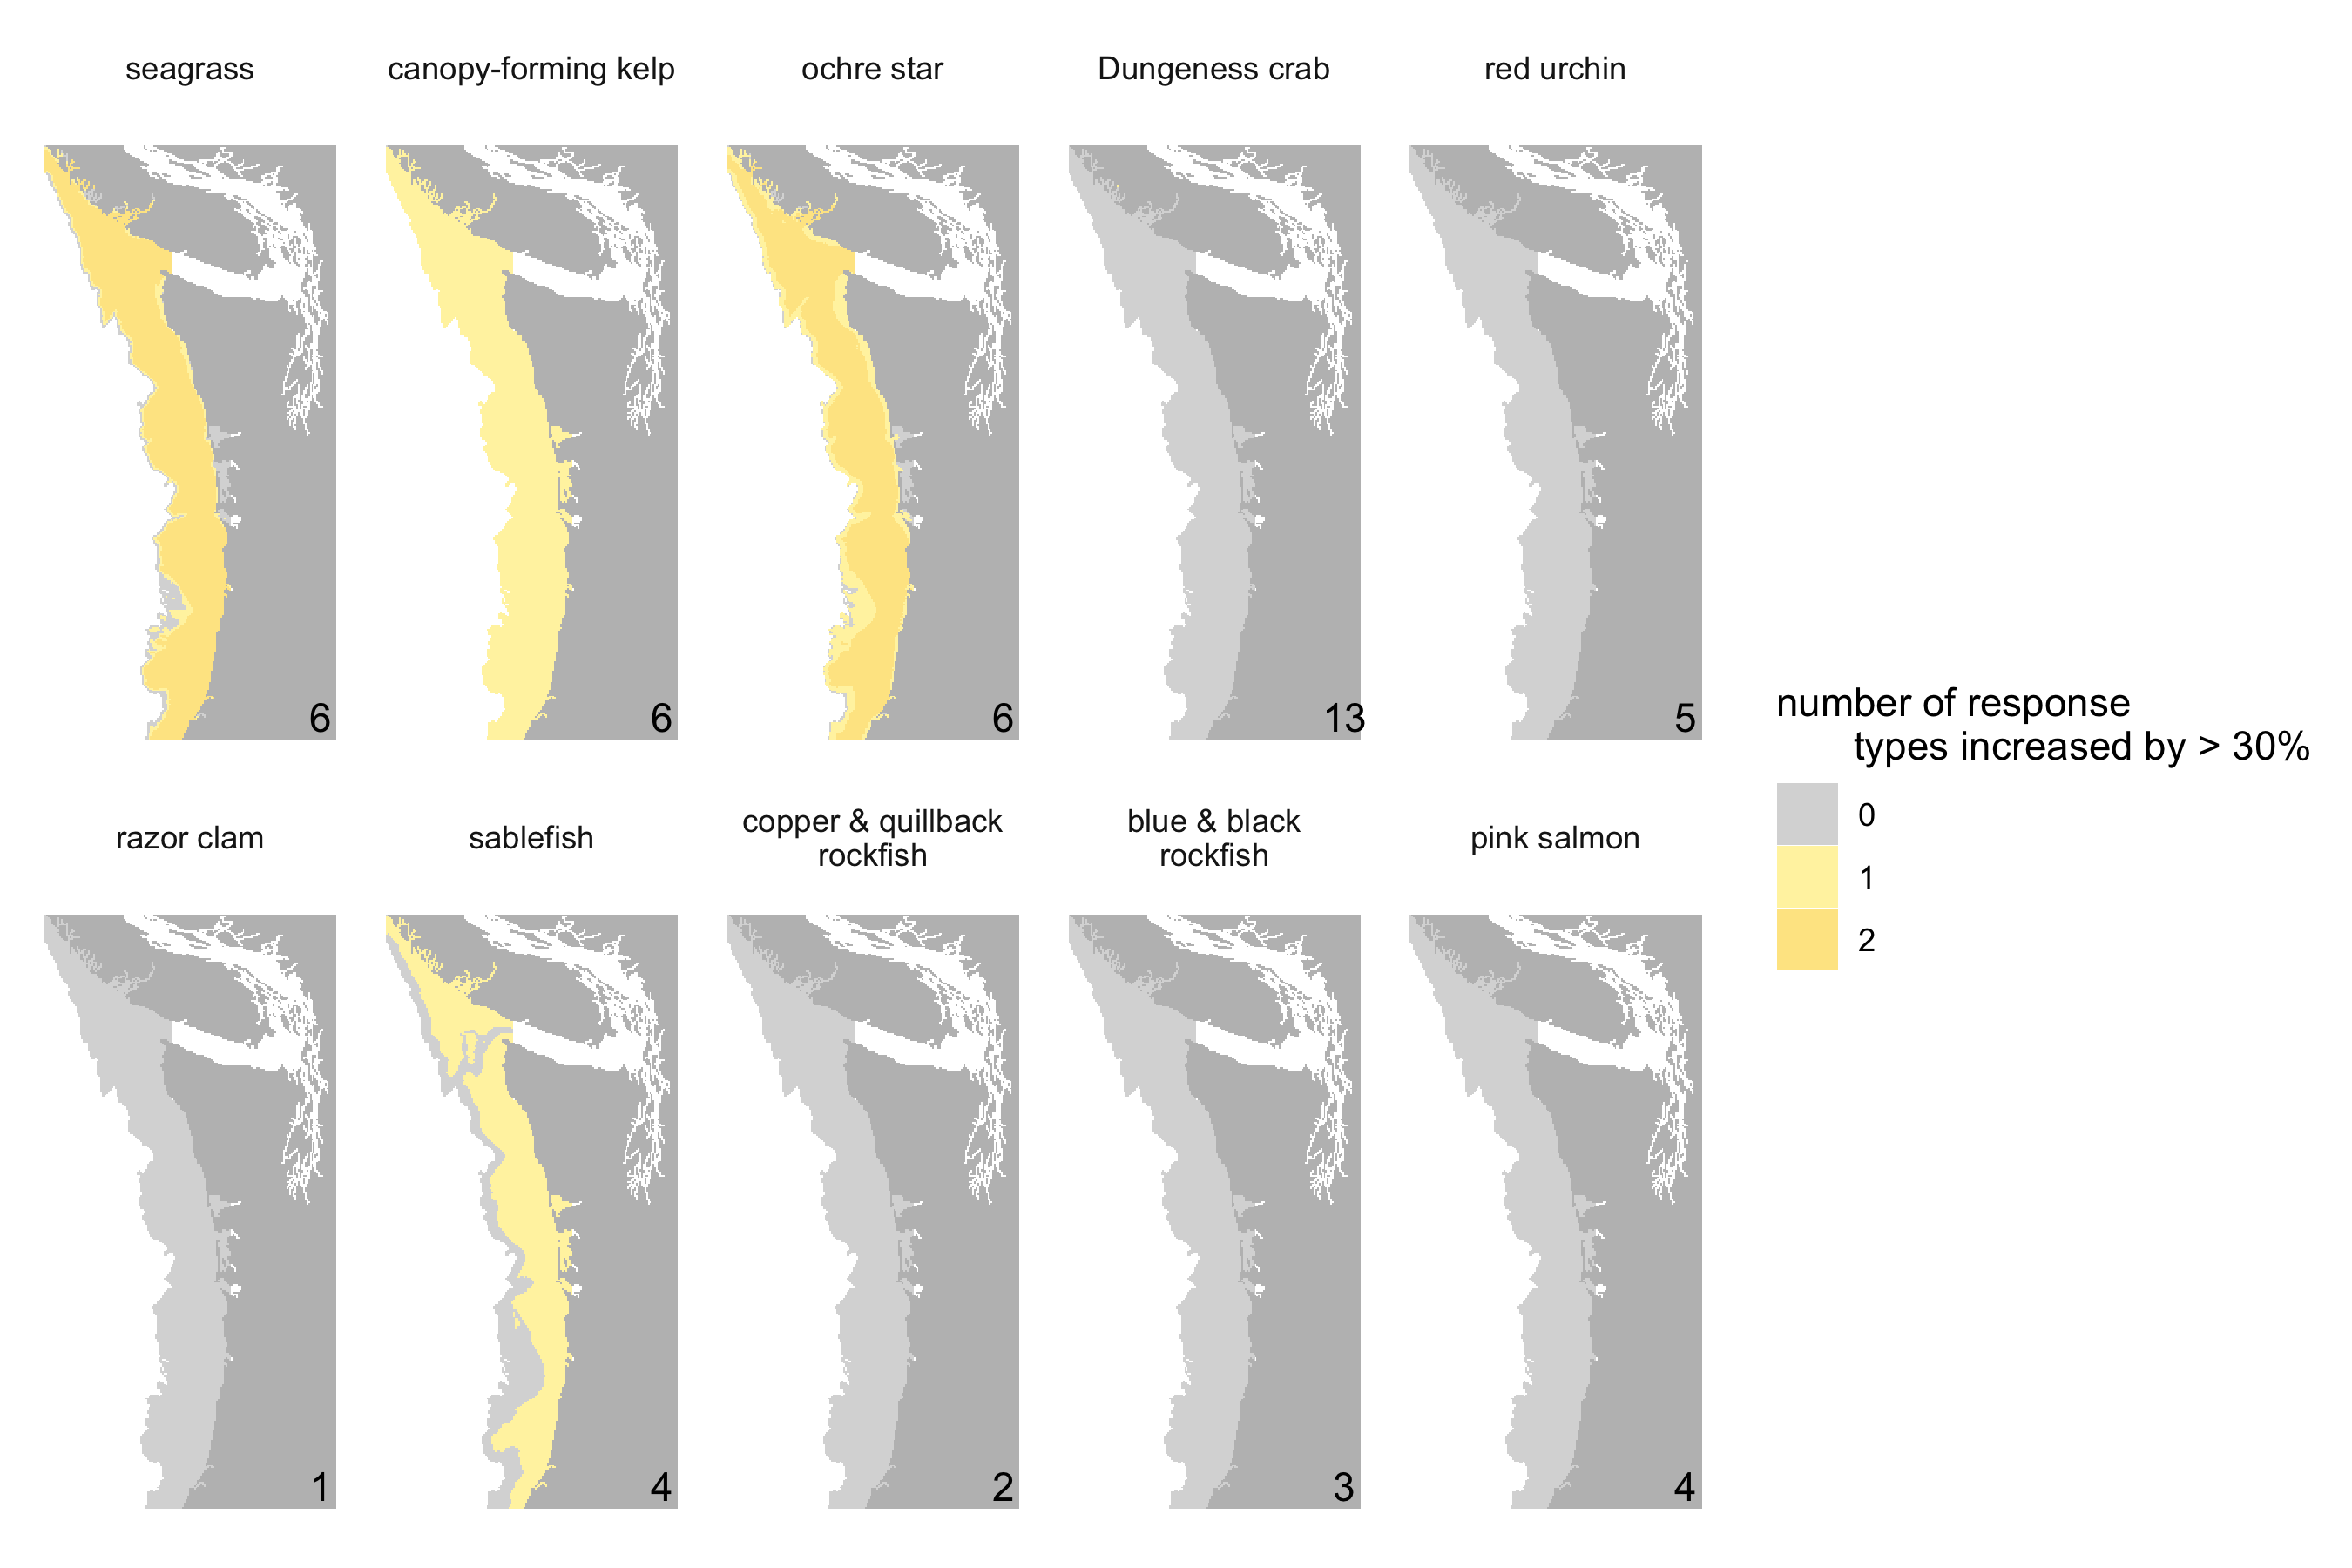 seagrass
canopy-forming kelp
ochre star
Dungeness crab
red urchin
6
6
6
13
5
number of response
types increased by > 30%
0
1
2
razor clam
sablefish
copper & quillback
rockfish
blue & black
rockfish
pink salmon
1
4
2
3
4